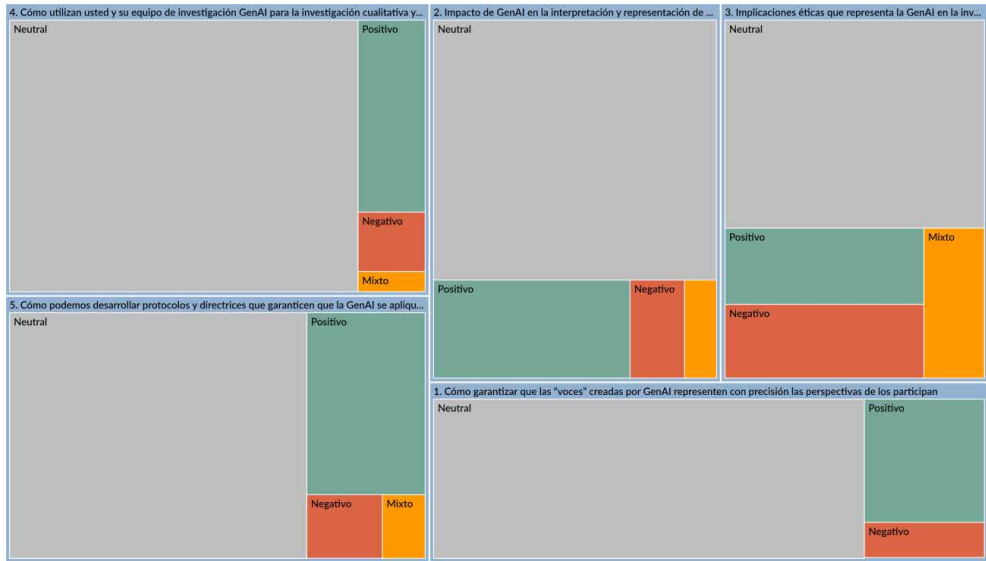 4. Cómo utilizan usted y su equipo de investigación GenAI para la investigación cualitativa y...
Neutral
Positivo
Negativo
Mixto
2. Impacto de GenAI en la interpretación y representación de ...
Neutral
Positivo
Negativo
3. Implicaciones éticas que representa la GenAI en la inv...
Neutral
Positivo
Mixto
Negativo
5. Cómo podemos desarrollar protocolos y directrices que garanticen que la GenAI se apliqu...
Neutral
Positivo
Negativo
Mixto
1. Cómo garantizar que las "voces" creadas por GenAI representen con precisión las perspectivas de los participan
Neutral
Positivo
Negativo